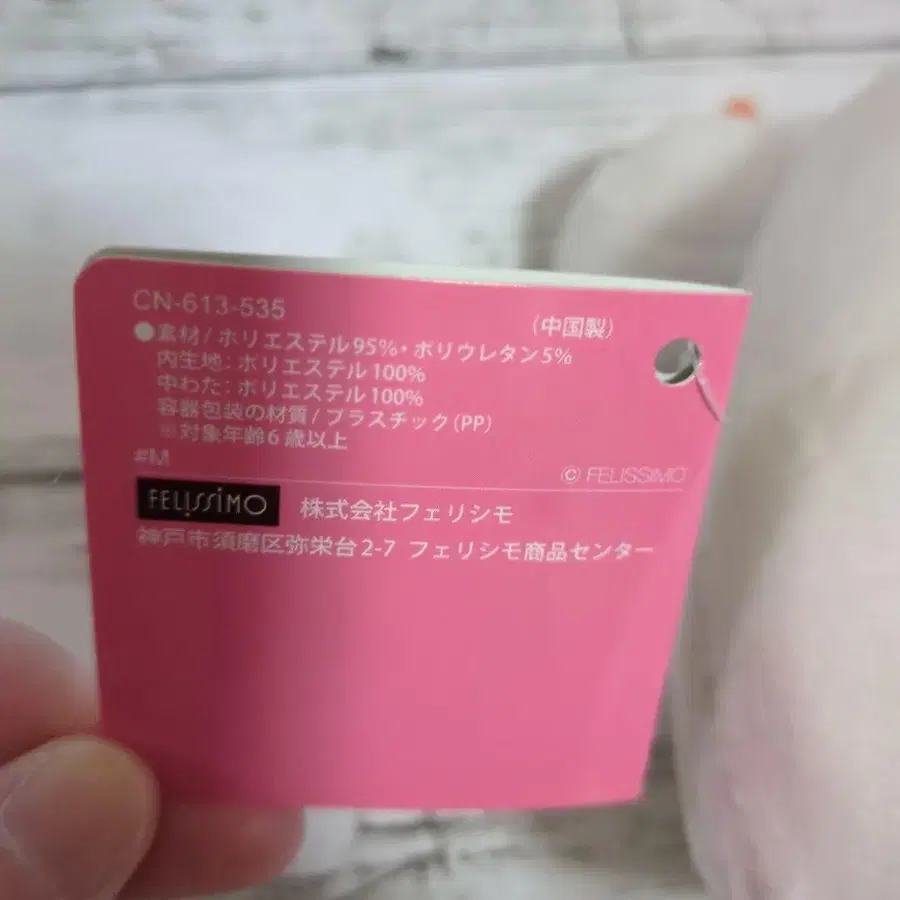 CN-613-535
●素材/ポリエステル95%・ポリウレタン5% (中国製)
内生地:ポリエステル100%
中わた:ポリエステル100%
容器包装の材質/プラスチック(PP)
※対象年齢6歳以上
#M
© FELISSIMO
FELISSIMO 株式会社フェリシモ
神戸市須磨区弥栄台2-7 フェリシモ商品センター